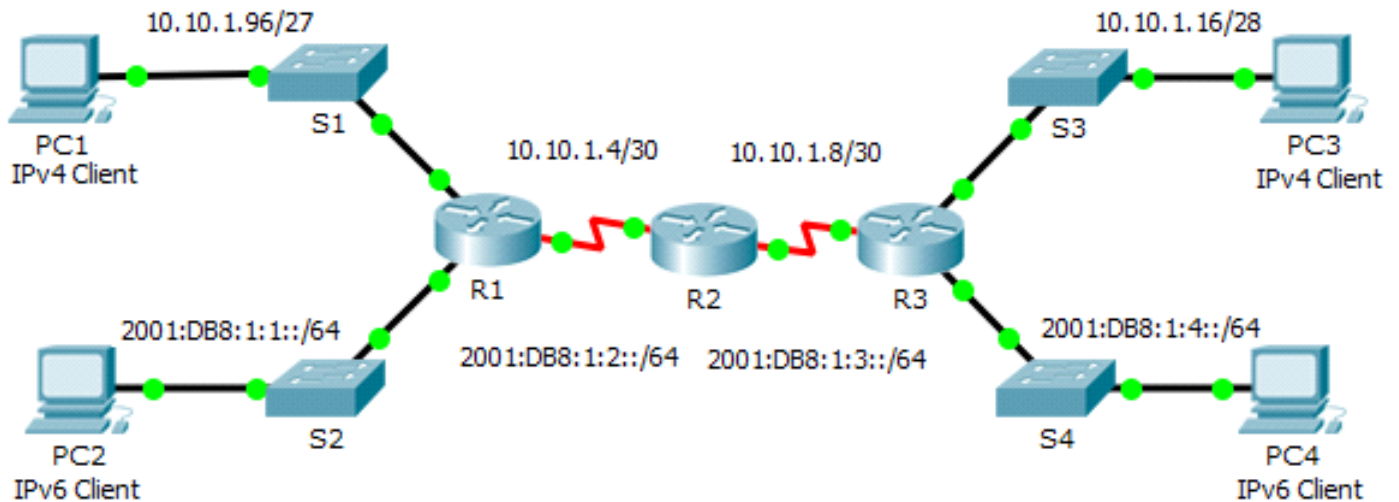 10.10.1.96/27
10.10.1.16/28
PC1
IPv4 Client
S1
S3
PC3
IPv4 Client
10.10.1.4/30
10.10.1.8/30
R1
R2
R3
2001:DB8:1:1::/64
2001:DB8:1:2::/64
2001:DB8:1:3::/64
2001:DB8:1:4::/64
PC2
IPv6 Client
S2
S4
PC4
IPv6 Client